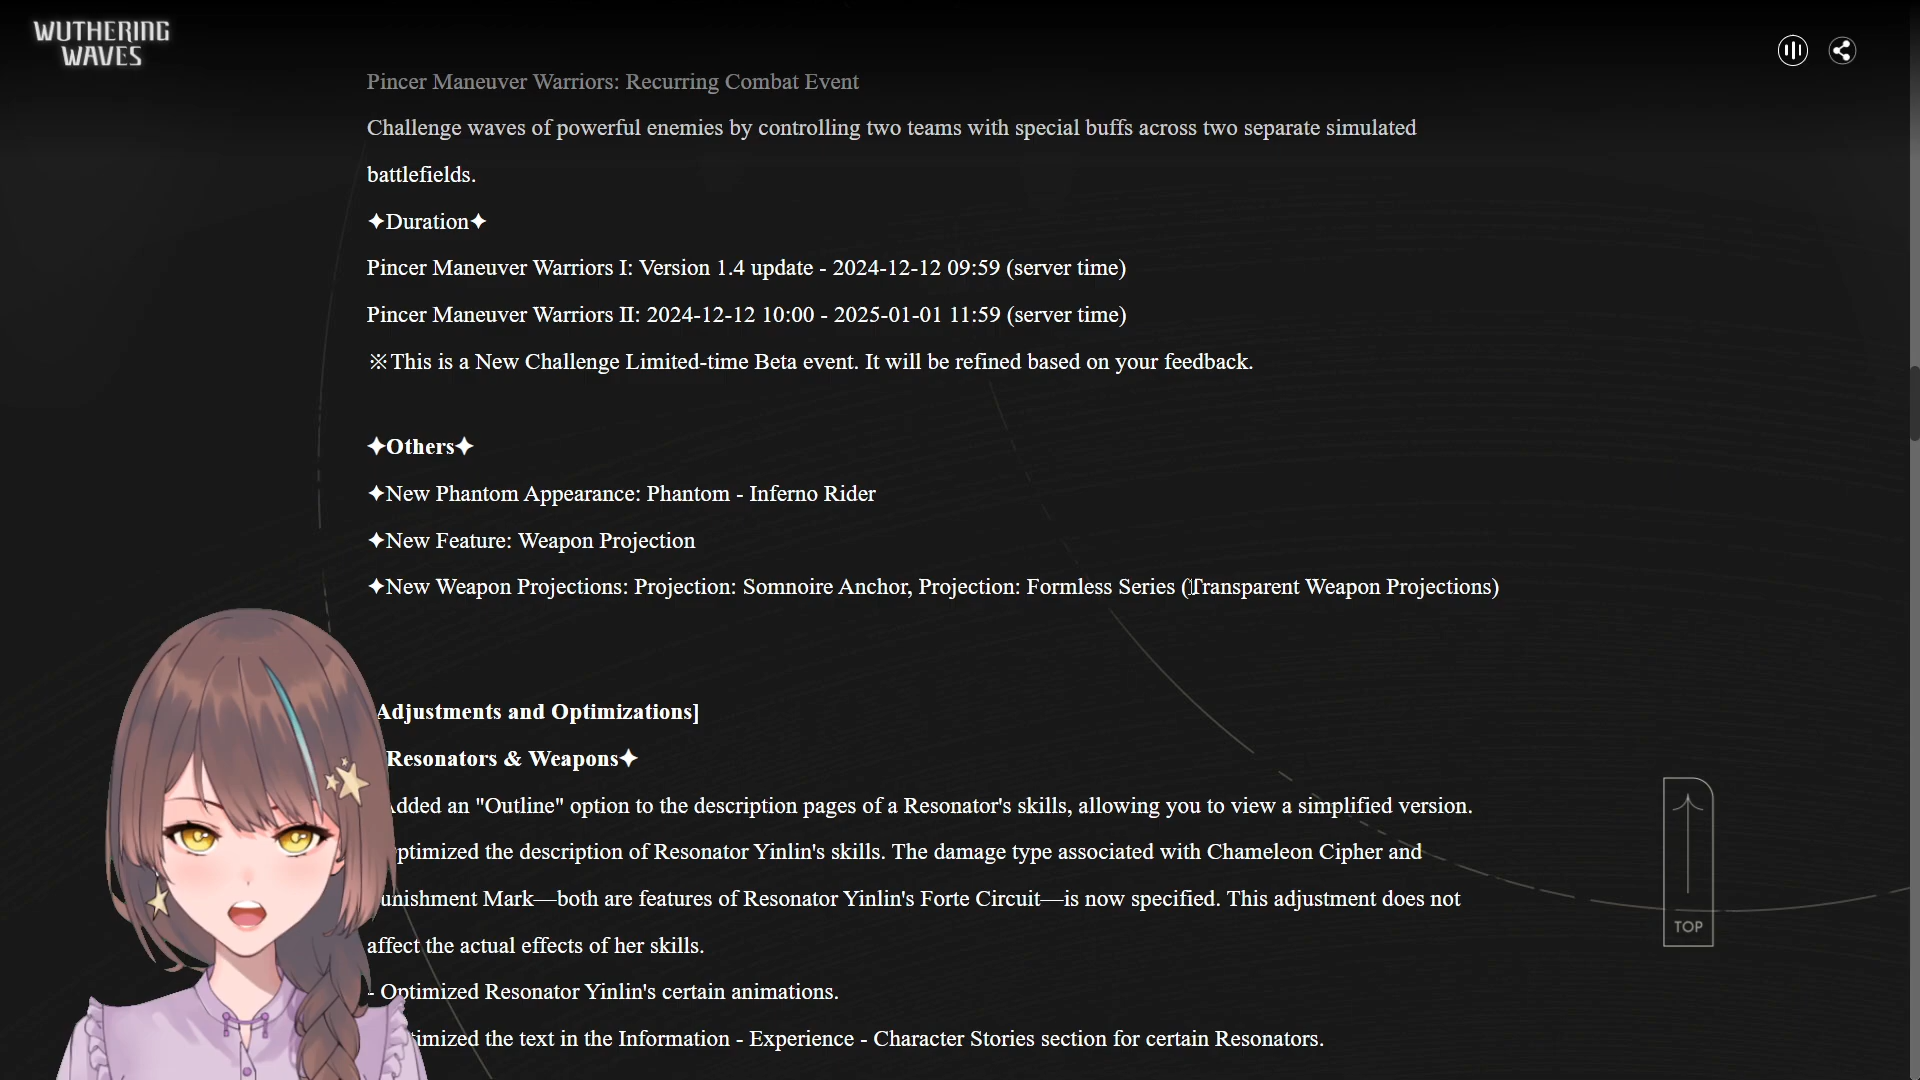 WUTHERING
WAVES
Pincer Maneuver Warriors: Recurring Combat Event
Challenge waves of powerful enemies by controlling two teams with special buffs across two separate simulated
battlefields.
✦Duration✦
Pincer Maneuver Warriors I: Version 1.4 update - 2024-12-12 09:59 (server time)
Pincer Maneuver Warriors II: 2024-12-12 10:00 - 2025-01-01 11:59 (server time)
※This is a New Challenge Limited-time Beta event. It will be refined based on your feedback.
✦Others✦
✦New Phantom Appearance: Phantom - Inferno Rider
✦New Feature: Weapon Projection
✦New Weapon Projections: Projection: Somnoire Anchor, Projection: Formless Series (Transparent Weapon Projections)
Adjustments and Optimizations]
Resonators & Weapons✦
Added an "Outline" option to the description pages of a Resonator's skills, allowing you to view a simplified version.
the description of Resonator Yinlin's skills. The damage type associated with Chameleon Cipher and
Mark—both are features of Resonator Yinlin's Forte Circuit—is now specified. This adjustment does not
affect the actual effects of her skills.
- Optimized Resonator Yinlin's certain animations.
the text in the Information - Experience - Character Stories section for certain Resonators.
TOP